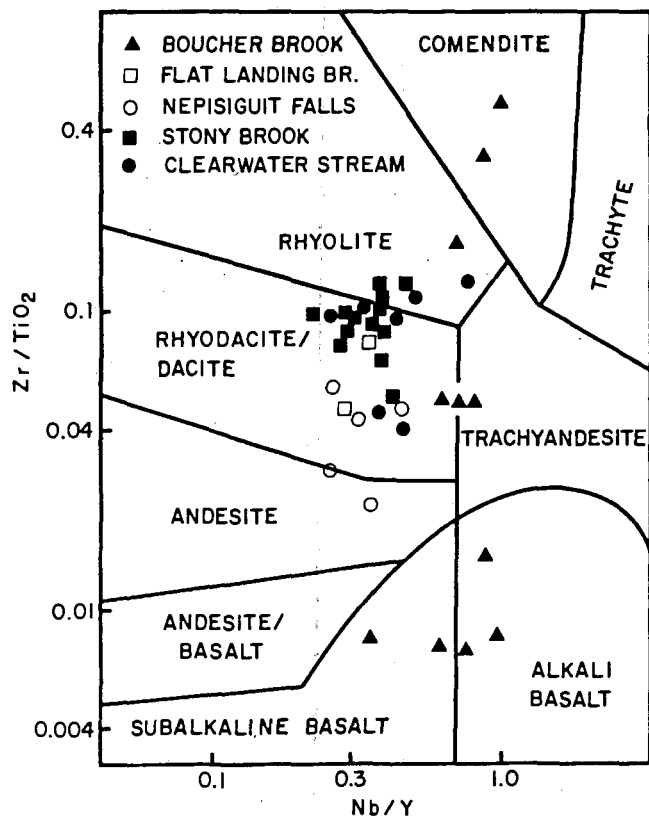 BOUCHER BROOK
FLAT LANDING BR.
NEPISIGUIT FALLS
STONY BROOK
CLEARWATER STREAM
COMENDITE
TRACHYTE
RHYOLITE
RHYODACITE/
DACITE
TRACHYANDESITE
ANDESITE
ANDESITE/
BASALT
ALKALI
BASALT
SUBALKALINE BASALT
Zr/TiO2
0.4
0.1
0.04
0.01
0.004
0.1
0.3
1.0
Nb/Y